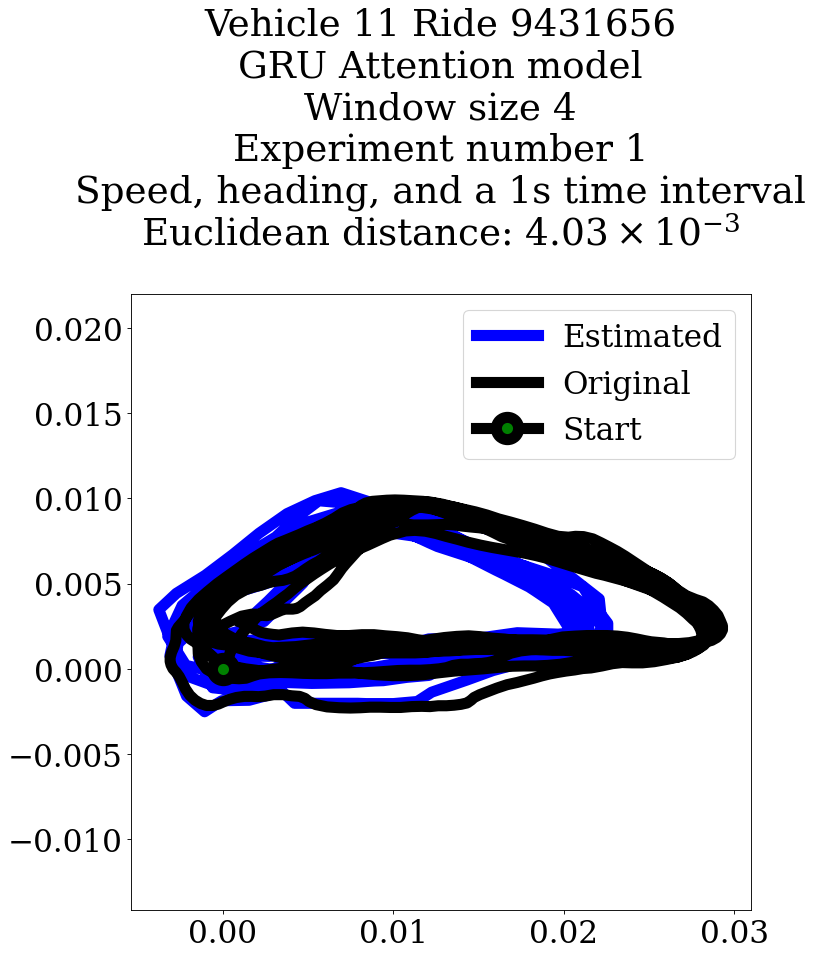 Vehicle 11 Ride 9431656
GRU Attention model
Window size 4
Experiment number 1
Speed, heading, and a 1s time interval
Euclidean distance: 4.03 × 10⁻³
Estimated
Original
Start
0.020
0.015
0.010
0.005
0.000
−0.005
−0.010
0.00 0.01 0.02 0.03